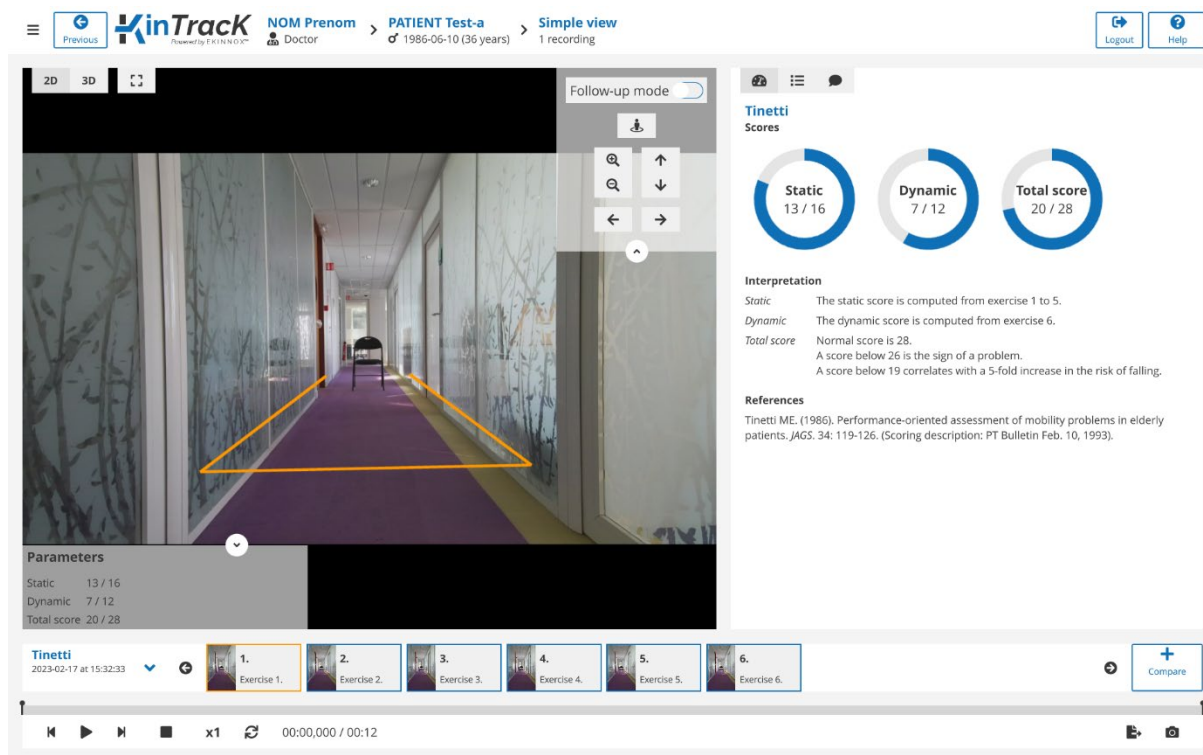 Previous
KinTracK
Powered by EKINNOX™
NOM Prenom
Doctor
PATIENT Test-a
1986-06-10 (36 years)
Simple view
1 recording
Logout
Help
2D 3D
Follow-up mode
Parameters
Static 13 / 16
Dynamic 7 / 12
Total score 20 / 28
Tinetti
Scores
Static
13 / 16
Dynamic
7 / 12
Total score
20 / 28
Interpretation
Static The static score is computed from exercise 1 to 5.
Dynamic The dynamic score is computed from exercise 6.
Total score Normal score is 28.
A score below 26 is the sign of a problem.
A score below 19 correlates with a 5-fold increase in the risk of falling.
References
Tinetti ME. (1986). Performance-oriented assessment of mobility problems in elderly
patients. JAGS. 34: 119-126. (Scoring description: PT Bulletin Feb. 10, 1993).
Tinetti
2023-02-17 at 15:32:33
1.
Exercise 1.
2.
Exercise 2.
3.
Exercise 3.
4.
Exercise 4.
5.
Exercise 5.
6.
Exercise 6.
Compare
x1 00:00,000 / 00:12